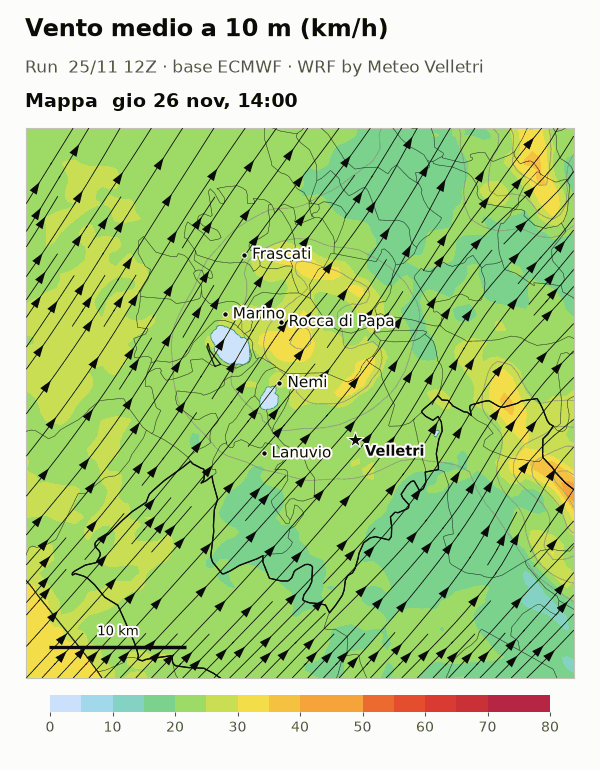 Vento medio a 10 m (km/h)
Run  25/11 12Z · base ECMWF · WRF by Meteo Velletri
Mappa  gio 26 nov, 14:00
Frascati
Marino
Rocca di Papa
Nemi
Velletri
Lanuvio
10 km
0 10 20 30 40 50 60 70 80